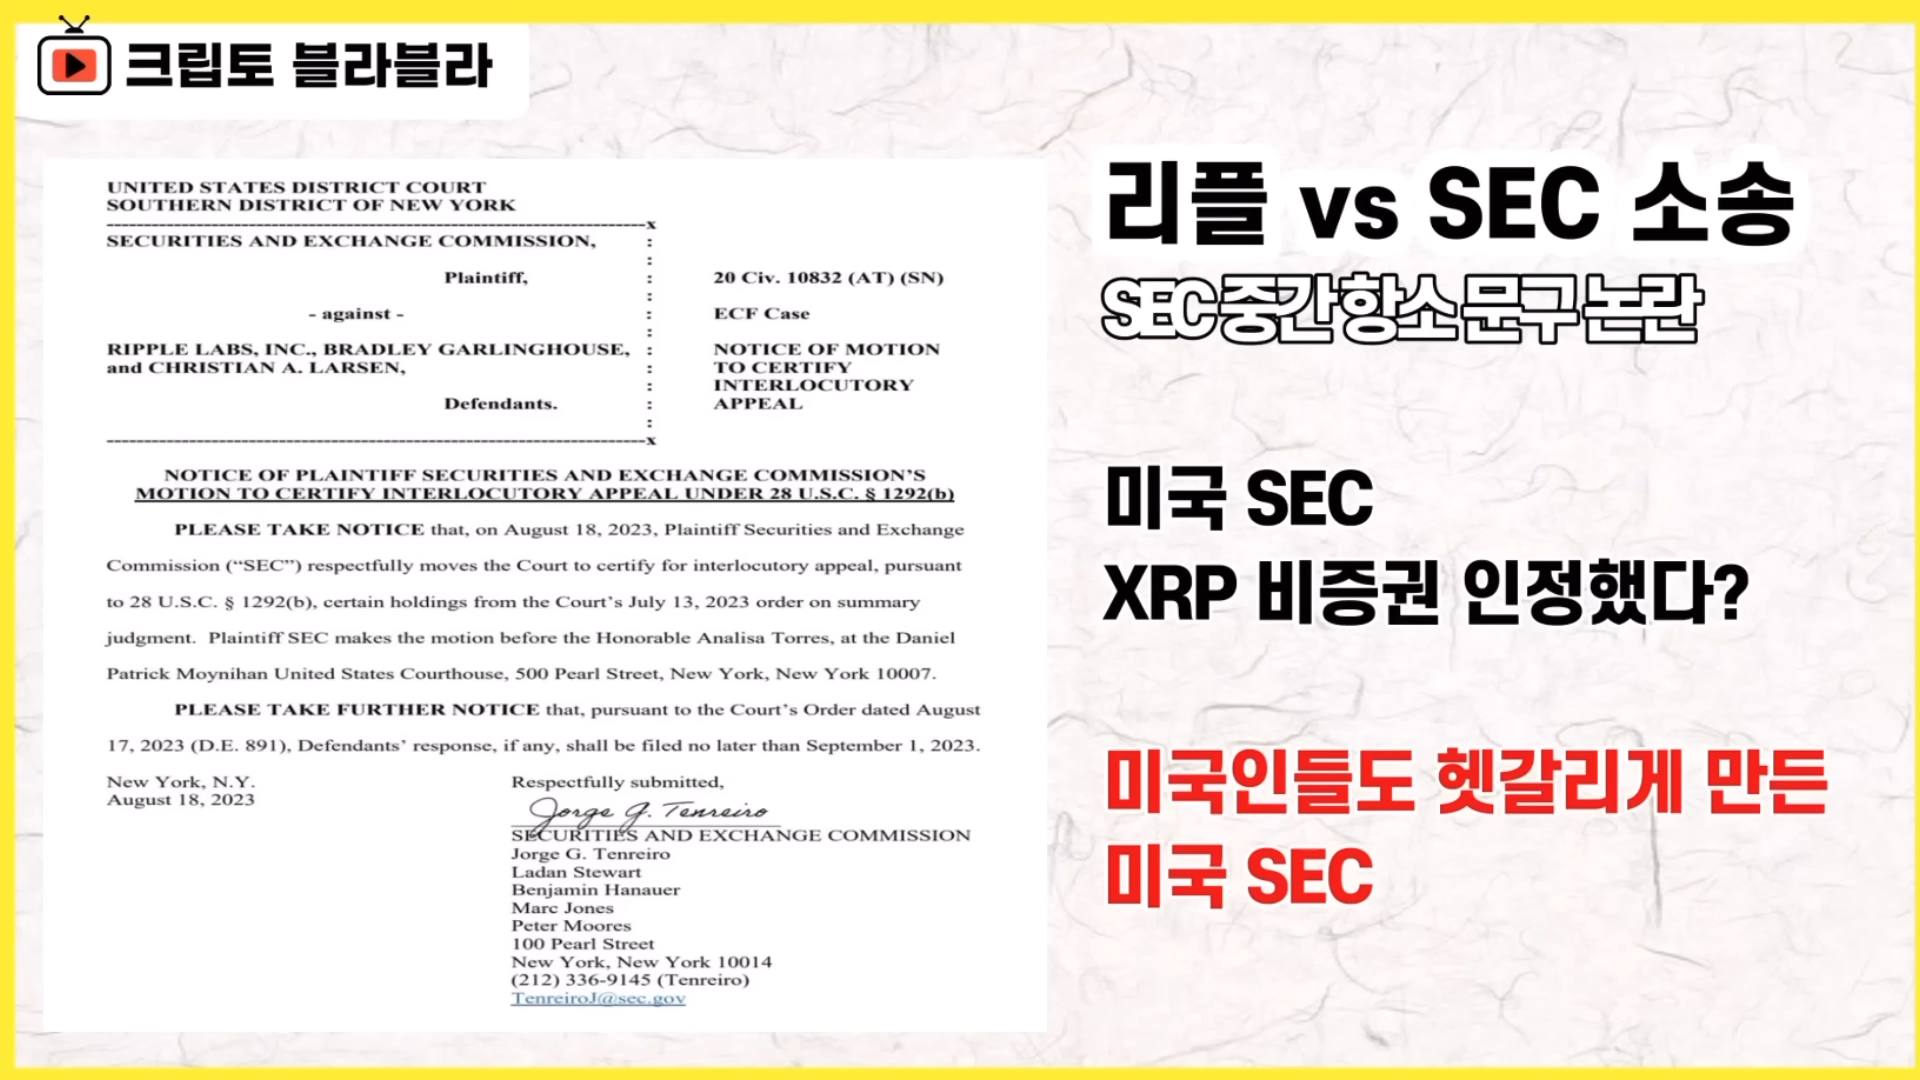 크립토 블라블라
UNITED STATES DISTRICT COURT
SOUTHERN DISTRICT OF NEW YORK
---------------------------------------------------------------------------x
SECURITIES AND EXCHANGE COMMISSION, :
:
Plaintiff, : 20 Civ. 10832 (AT) (SN)
:
- against - : ECF Case
:
RIPPLE LABS, INC., BRADLEY GARLINGHOUSE, : NOTICE OF MOTION
and CHRISTIAN A. LARSEN, : TO CERTIFY
: INTERLOCUTORY
Defendants. : APPEAL
:
---------------------------------------------------------------------------x
NOTICE OF PLAINTIFF SECURITIES AND EXCHANGE COMMISSION'S
MOTION TO CERTIFY INTERLOCUTORY APPEAL UNDER 28 U.S.C. § 1292(b)
PLEASE TAKE NOTICE that, on August 18, 2023, Plaintiff Securities and Exchange
Commission (“SEC”) respectfully moves the Court to certify for interlocutory appeal, pursuant
to 28 U.S.C. § 1292(b), certain holdings from the Court's July 13, 2023 order on summary
judgment. Plaintiff SEC makes the motion before the Honorable Analisa Torres, at the Daniel
Patrick Moynihan United States Courthouse, 500 Pearl Street, New York, New York 10007.
PLEASE TAKE FURTHER NOTICE that, pursuant to the Court's Order dated August
17, 2023 (D.E. 891), Defendants' response, if any, shall be filed no later than September 1, 2023.
New York, N.Y.
August 18, 2023
Respectfully submitted,
Jorge G. Tenreiro
SECURITIES AND EXCHANGE COMMISSION
Jorge G. Tenreiro
Ladan Stewart
Benjamin Hanauer
Marc Jones
Peter Moores
100 Pearl Street
New York, New York 10014
(212) 336-9145 (Tenreiro)
TenreiroJ@sec.gov
리플 vs SEC 소송
SEC 중간 항소 문구 논란
미국 SEC
XRP 비증권 인정했다?
미국인들도 헷갈리게 만든
미국 SEC